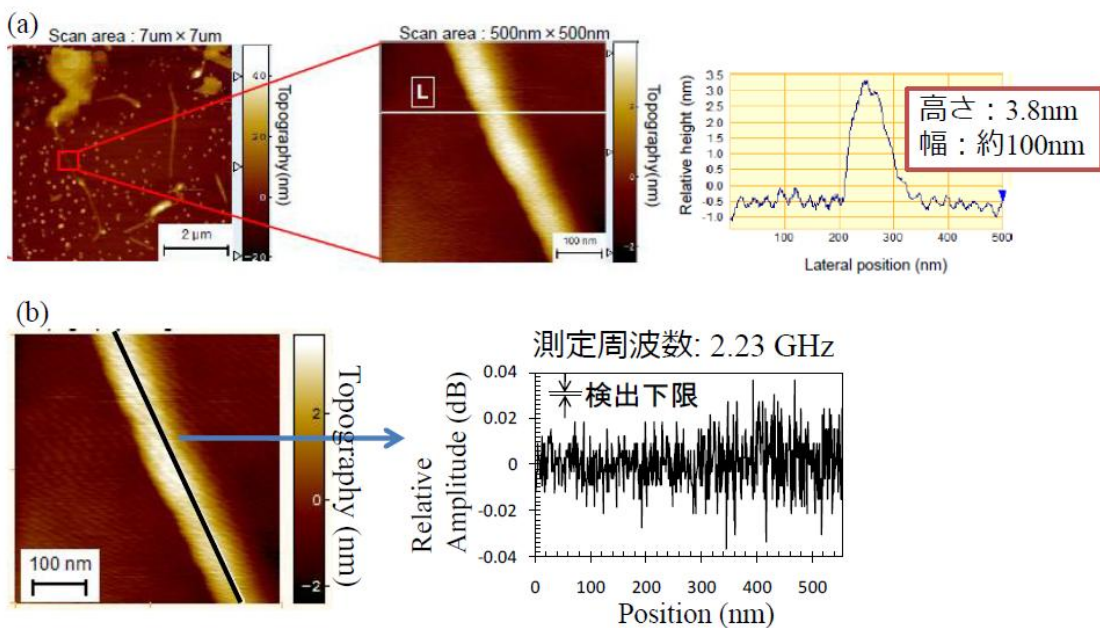 (a)
Scan area : 7um×7um
40
20
0
-20
Topography(nm)
2 μm
Scan area : 500nm×500nm
L
2
0
-2
Topography(nm)
100 nm
3.5
3.0
2.5
2.0
1.5
1.0
0.5
0.0
-0.5
-1.0
Relative height (nm)
100
200
300
400
500
Lateral position (nm)
高さ：3.8nm
幅：約100nm
(b)
2
0
−2
Topography (nm)
100 nm
測定周波数: 2.23 GHz
検出下限
0.04
0.02
0
-0.02
-0.04
Relative
Amplitude (dB)
0
100
200
300
400
500
Position (nm)